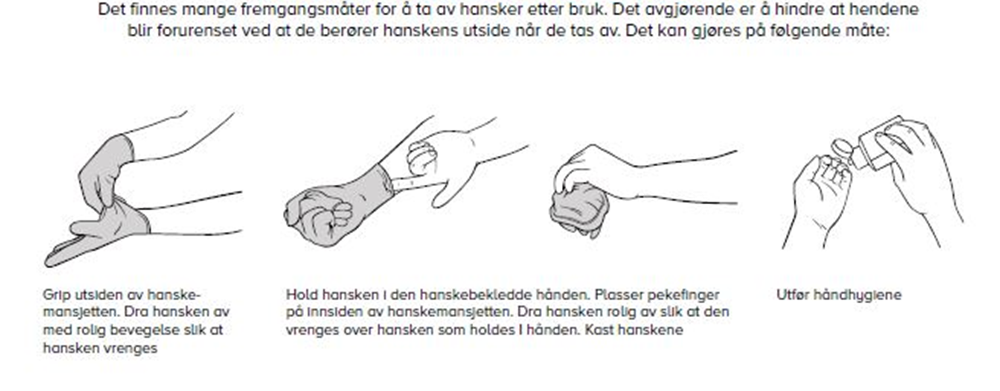 Det finnes mange fremgangsmåter for å ta av hansker etter bruk. Det avgjørende er å hindre at hendene
blir forurenset ved at de berører hanskens utside når de tas av. Det kan gjøres på følgende måte:
Grip utsiden av hanske-
mansjetten. Dra hansken av
med rolig bevegelse slik at
hansken vrenges
Hold hansken i den hanskebekledde hånden. Plasser pekefinger
på innsiden av hanskemansjetten. Dra hansken rolig av slik at den
vrenges over hansken som holdes I hånden. Kast hanskene
Utfør håndhygiene